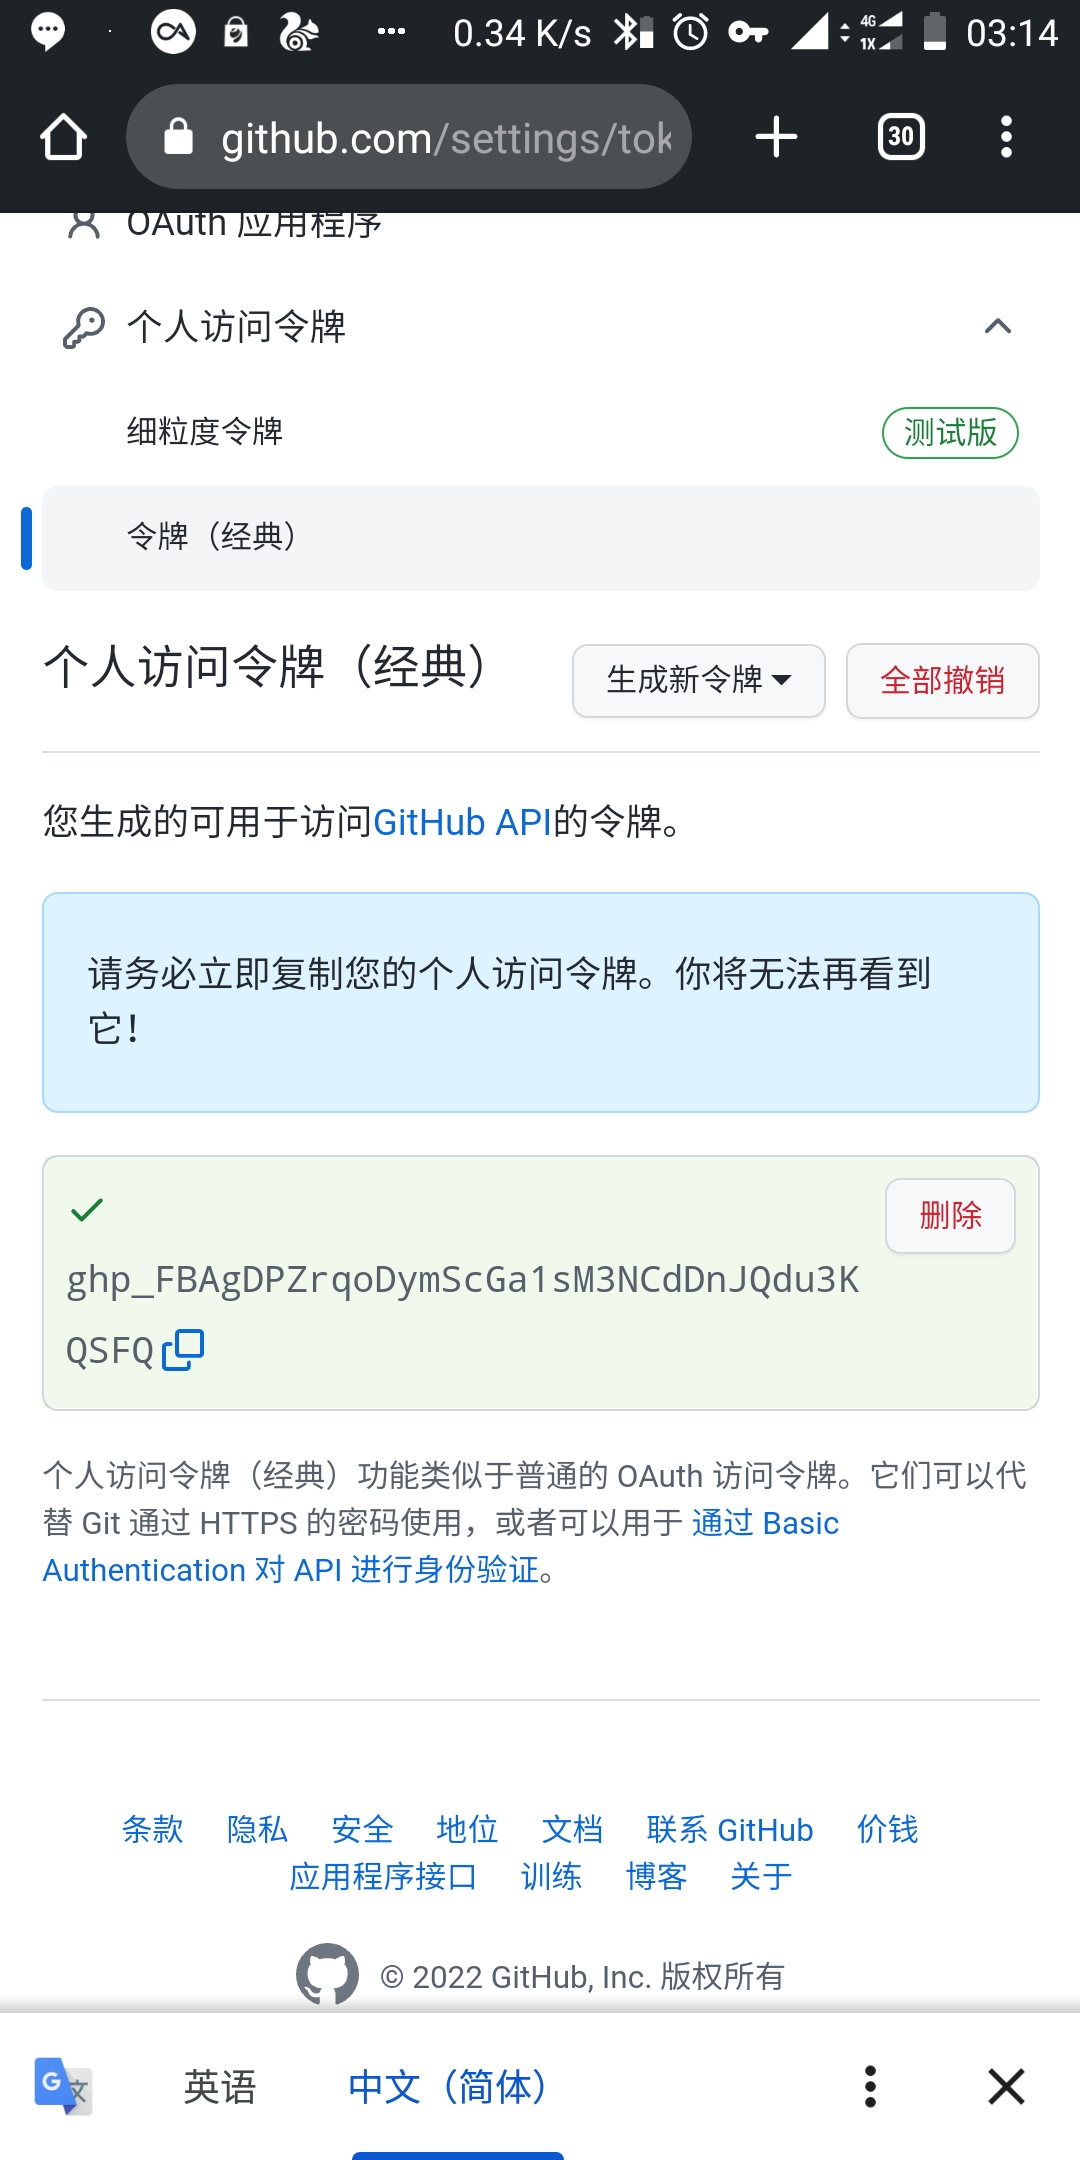 0.34 K/s 4G 1X 03:14
github.com/settings/tok 30
OAuth 应用程序
个人访问令牌
细粒度令牌 测试版
令牌（经典）
个人访问令牌（经典） 生成新令牌 全部撤销
您生成的可用于访问GitHub API的令牌。
请务必立即复制您的个人访问令牌。你将无法再看到
它！
删除
ghp_FBAgDPZrqoDymScGa1sM3NCdDnJQdu3K
QSFQ
个人访问令牌（经典）功能类似于普通的 OAuth 访问令牌。它们可以代
替 Git 通过 HTTPS 的密码使用，或者可以用于 通过 Basic
Authentication 对 API 进行身份验证。
条款 隐私 安全 地位 文档 联系 GitHub 价钱
应用程序接口 训练 博客 关于
© 2022 GitHub, Inc. 版权所有
英语 中文（简体）